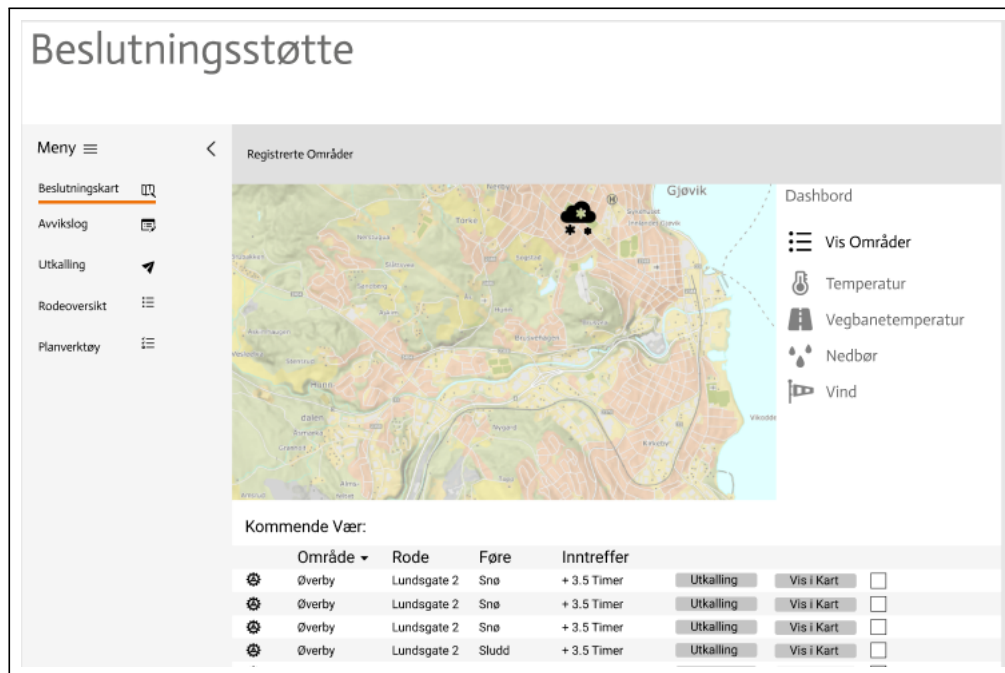 Beslutningsstøtte
Meny
Beslutningskart
Avvikslog
Utkalling
Rodeoversikt
Planverktøy
Registrerte Områder
Gjøvik
H
Nygard
Dashbord
Vis Områder
Temperatur
Vegbanetemperatur
Nedbør
Vind
Kommende Vær:
Område Rode Føre Inntreffer
Øverby Lundsgate 2 Snø + 3.5 Timer Utkalling Vis i Kart
Øverby Lundsgate 2 Snø + 3.5 Timer Utkalling Vis i Kart
Øverby Lundsgate 2 Snø + 3.5 Timer Utkalling Vis i Kart
Øverby Lundsgate 2 Sludd + 3.5 Timer Utkalling Vis i Kart